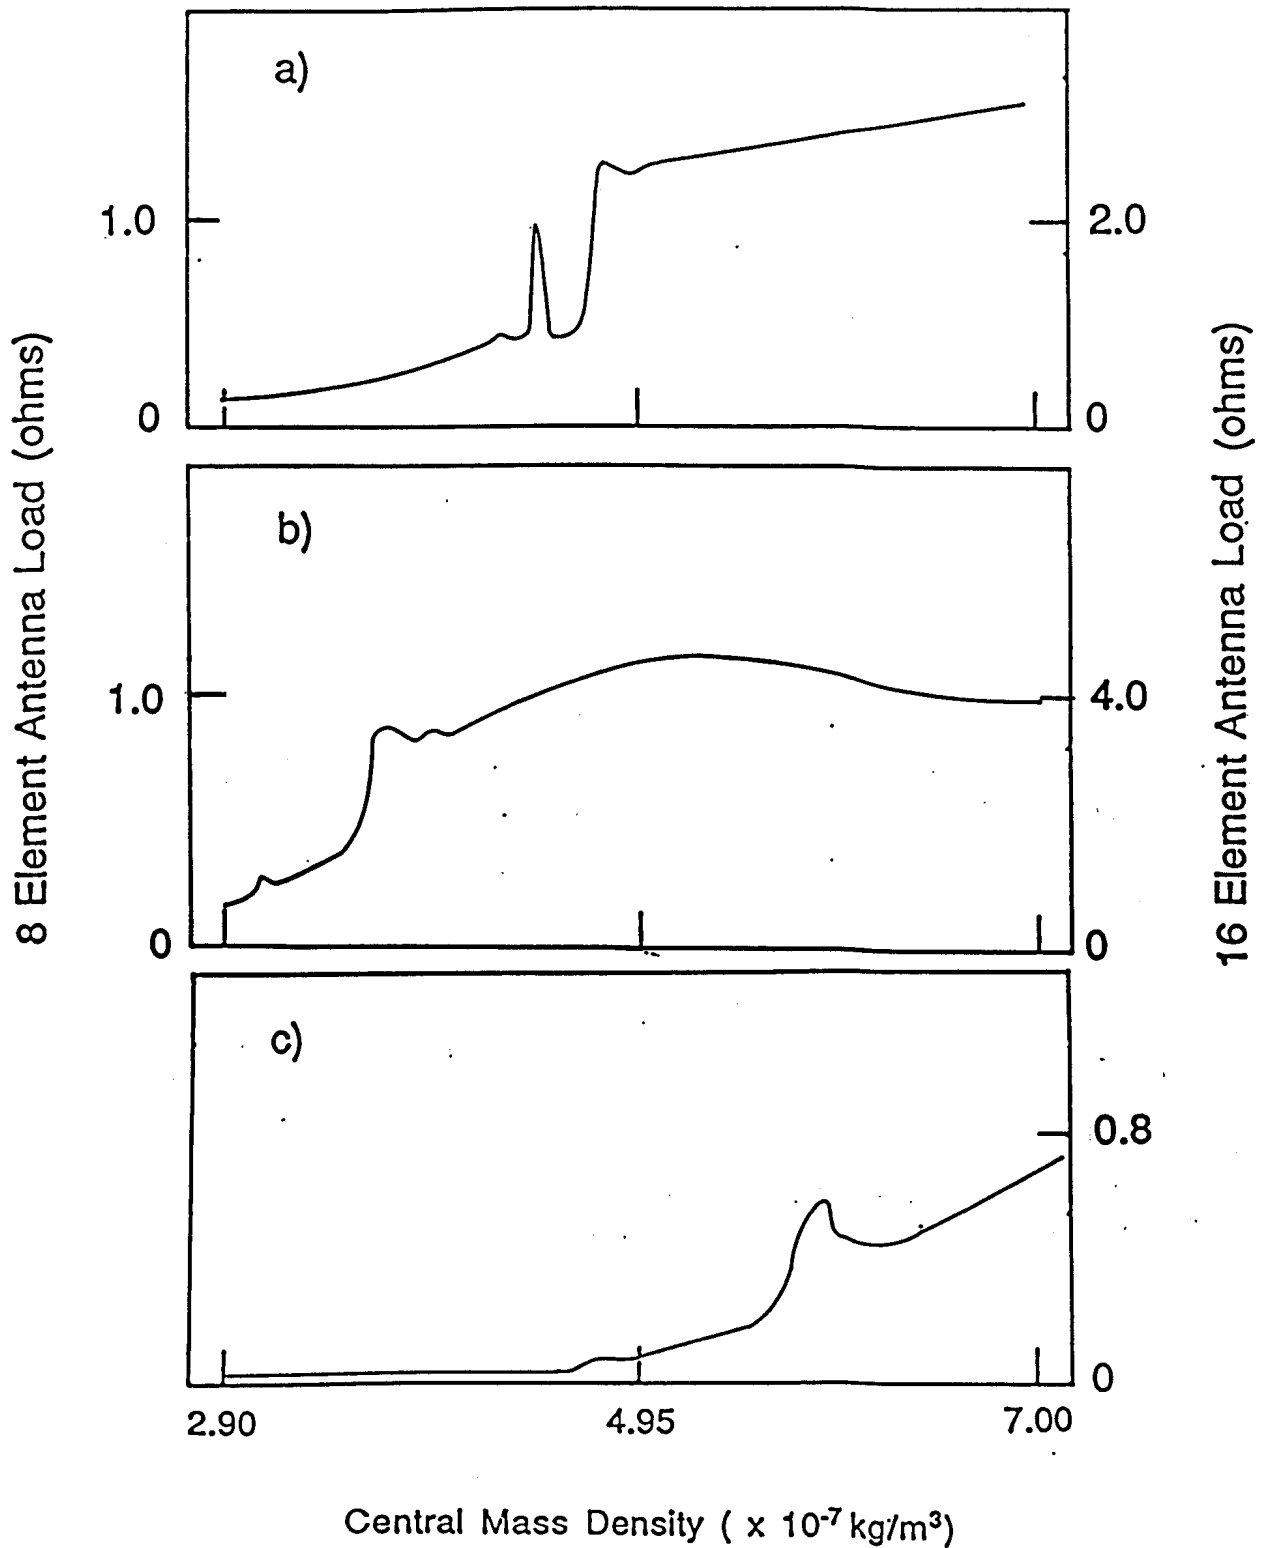 a)
1.0
2.0
0
0
8 Element Antenna Load (ohms)
16 Element Antenna Load (ohms)
b)
1.0
4.0
0
0
c)
0.8
0
2.90
4.95
7.00
Central Mass Density ( x 10⁻⁷ kg/m³)